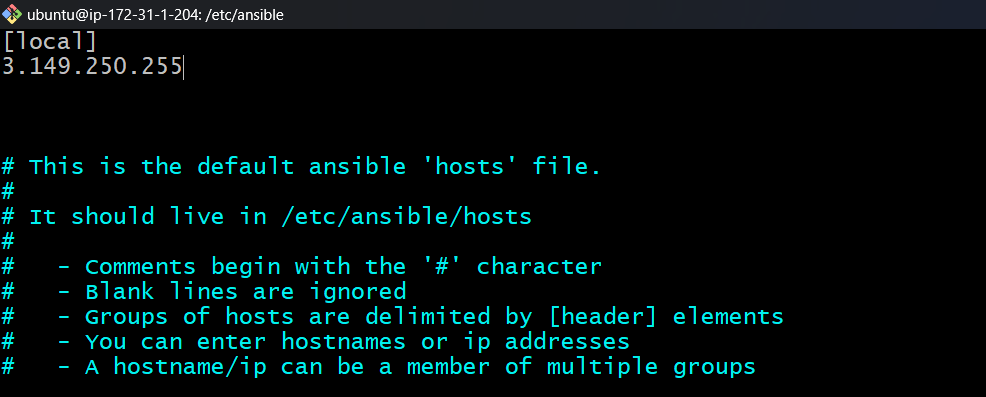 ubuntu@ip-172-31-1-204: /etc/ansible
[local]
3.149.250.255
# This is the default ansible 'hosts' file.
#
# It should live in /etc/ansible/hosts
#
#   - Comments begin with the '#' character
#   - Blank lines are ignored
#   - Groups of hosts are delimited by [header] elements
#   - You can enter hostnames or ip addresses
#   - A hostname/ip can be a member of multiple groups